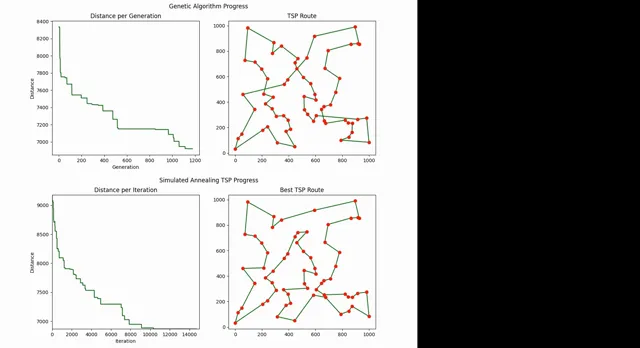 Genetic Algorithm Progress
Distance per Generation
TSP Route
8400
8200
8000
7800
7600
7400
7200
7000
Distance
0 200 400 600 800 1000 1200
Generation
1000
800
600
400
200
0
0 200 400 600 800 1000
Simulated Annealing TSP Progress
Distance per Iteration
Best TSP Route
9000
8500
8000
7500
7000
Distance
0 2000 4000 6000 8000 10000 12000 14000
Iteration
1000
800
600
400
200
0
0 200 400 600 800 1000